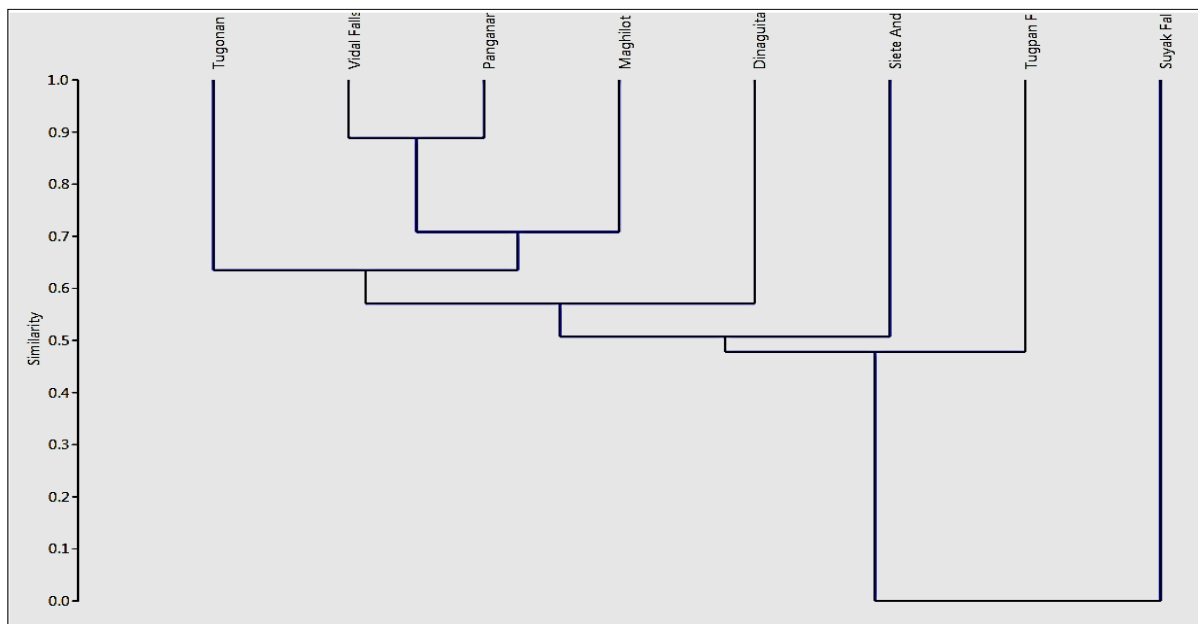 Tugonan
Vidal Falls
Panganar
Maghilot
Dinaguita
Siete And
Tugpan F
Suyak Fal
1.0
0.9
0.8
0.7
0.6
0.5
0.4
0.3
0.2
0.1
0.0
Similarity